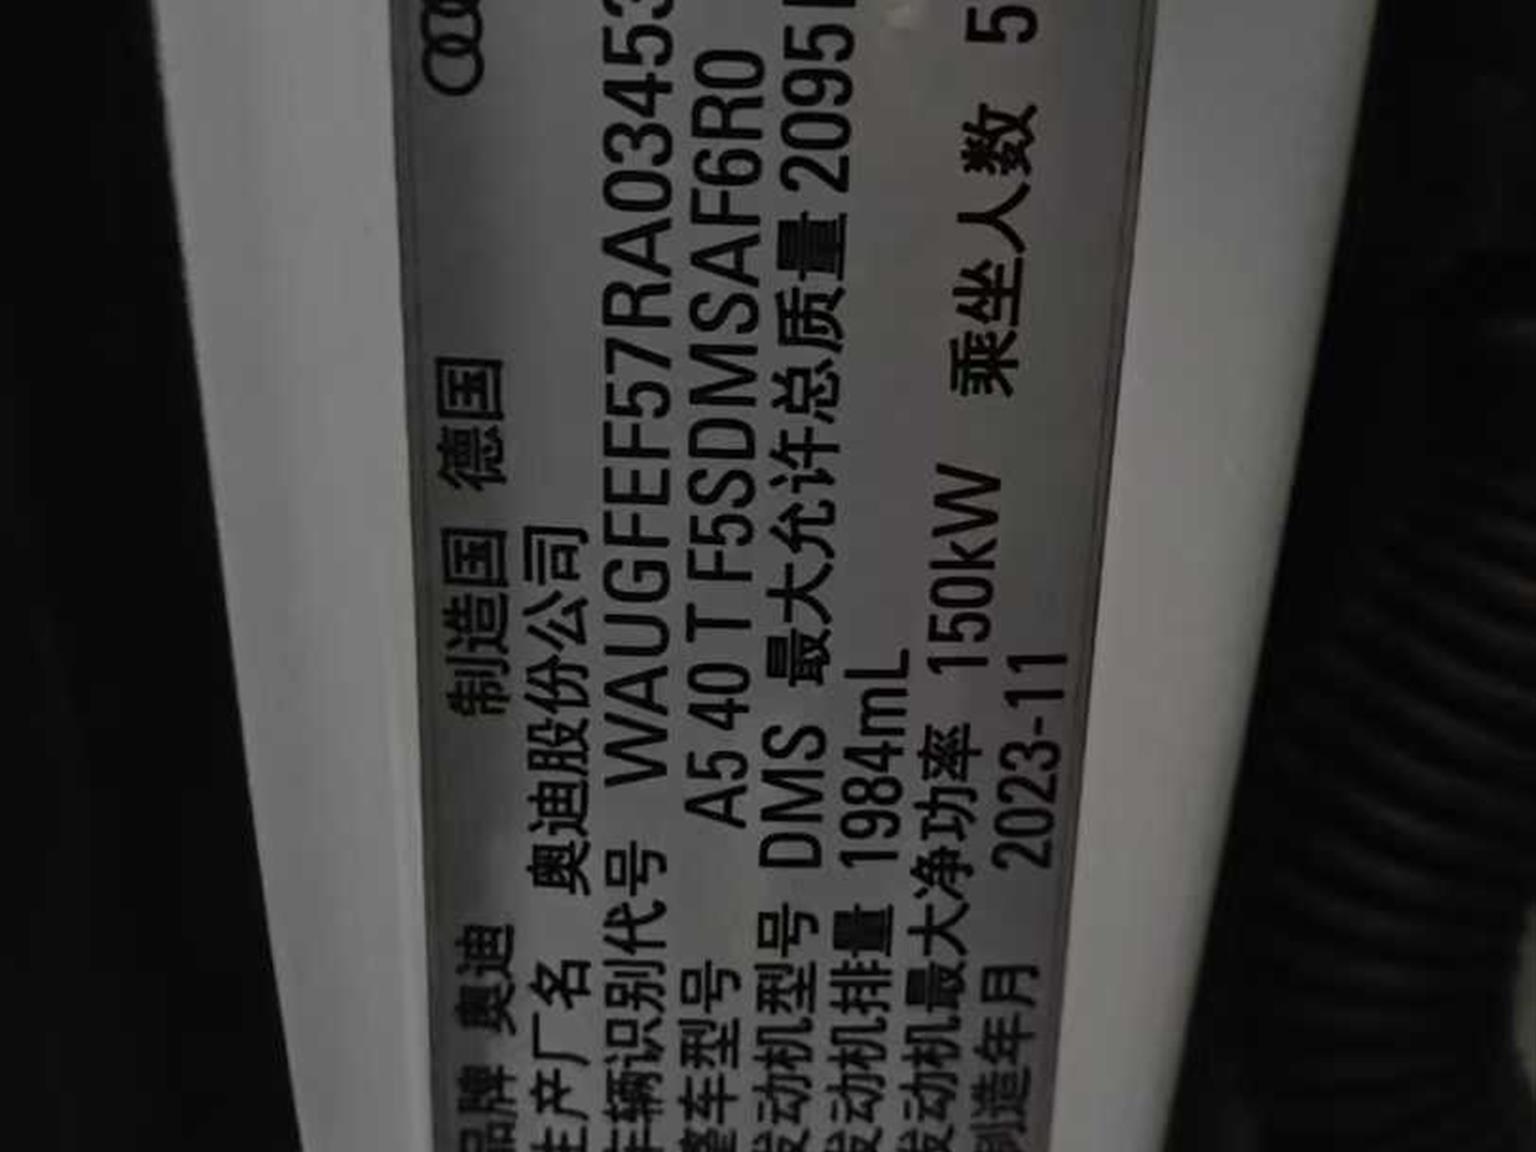 品牌 奥迪 制造国 德国
生产厂名 奥迪股份公司
车辆识别代号 WAUGFEF57RA03453
整车型号 A5 40 T F5SDMSAF6R0
发动机型号 DMS 最大允许总质量 2095
发动机排量 1984mL
发动机最大净功率 150kW 乘坐人数 5
制造年月 2023-11